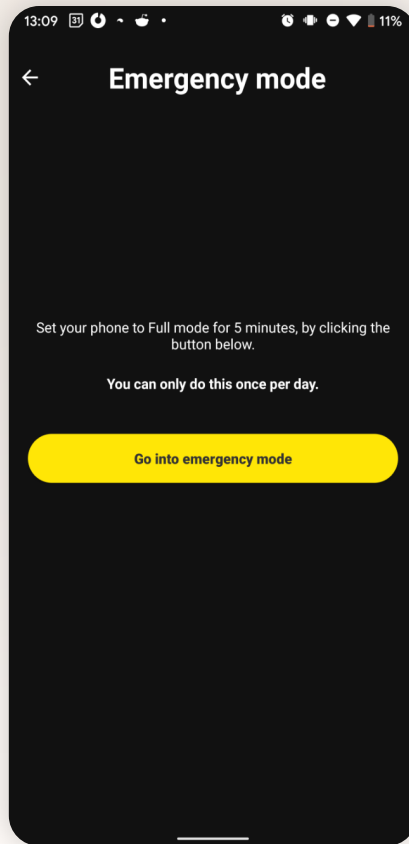 13:09 31 11%
Emergency mode
Set your phone to Full mode for 5 minutes, by clicking the
button below.
You can only do this once per day.
Go into emergency mode